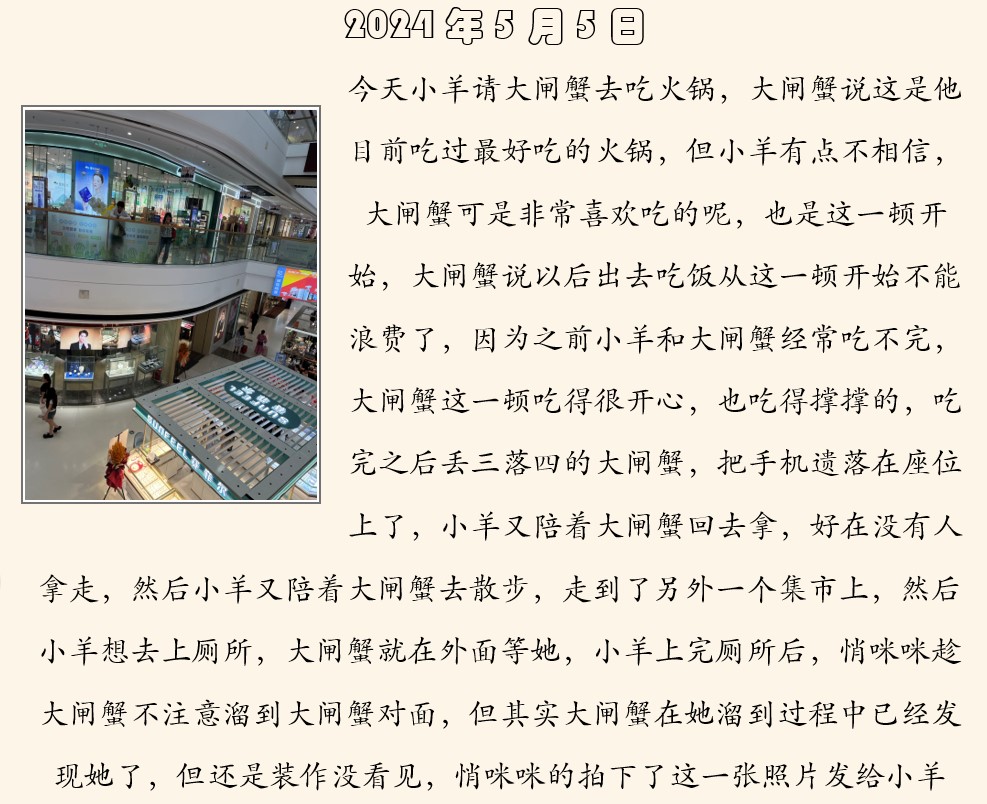 2024年5月5日
今天小羊请大闸蟹去吃火锅，大闸蟹说这是他
目前吃过最好吃的火锅，但小羊有点不相信，
大闸蟹可是非常喜欢吃的呢，也是这一顿开
始，大闸蟹说以后出去吃饭从这一顿开始不能
浪费了，因为之前小羊和大闸蟹经常吃不完，
大闸蟹这一顿吃得很开心，也吃得撑撑的，吃
完之后丢三落四的大闸蟹，把手机遗落在座位
上了，小羊又陪着大闸蟹回去拿，好在没有人
拿走，然后小羊又陪着大闸蟹去散步，走到了另外一个集市上，然后
小羊想去上厕所，大闸蟹就在外面等她，小羊上完厕所后，悄咪咪趁
大闸蟹不注意溜到大闸蟹对面，但其实大闸蟹在她溜到过程中已经发
现她了，但还是装作没看见，悄咪咪的拍下了这一张照片发给小羊